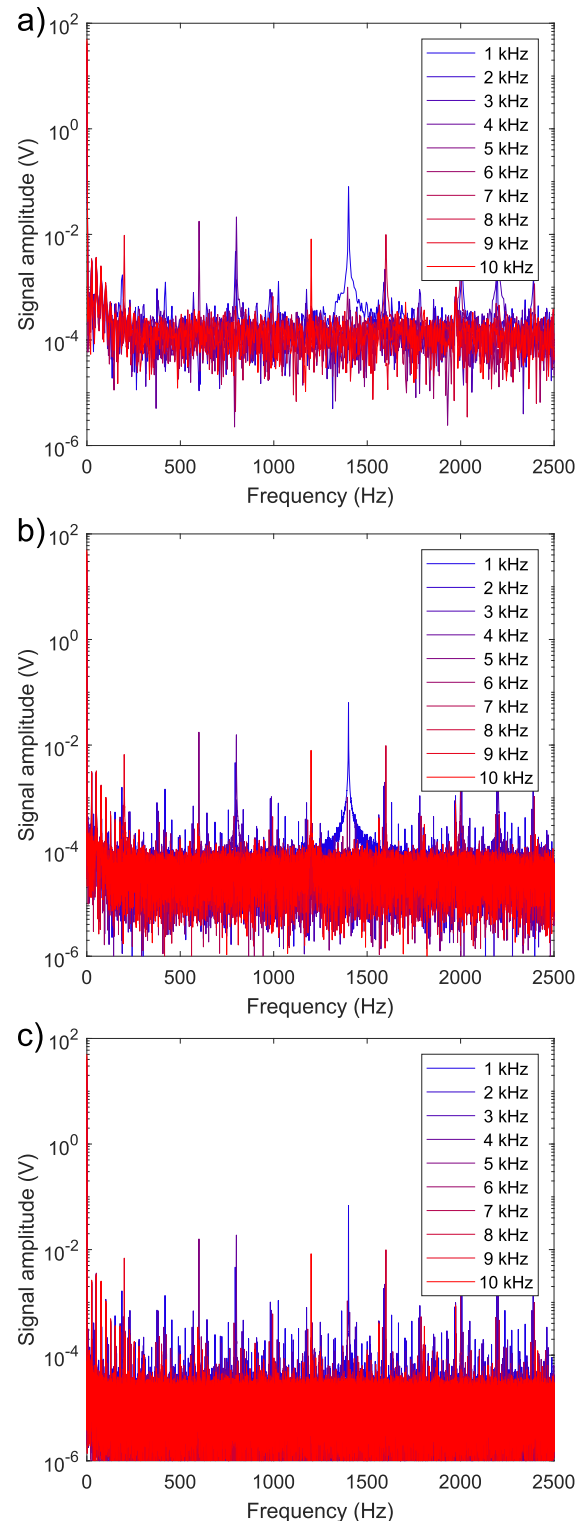 a)
10^2
10^0
10^-2
10^-4
10^-6
Signal amplitude (V)
0
500
1000
1500
2000
2500
Frequency (Hz)
1 kHz
2 kHz
3 kHz
4 kHz
5 kHz
6 kHz
7 kHz
8 kHz
9 kHz
10 kHz
b)
10^2
10^0
10^-2
10^-4
10^-6
Signal amplitude (V)
0
500
1000
1500
2000
2500
Frequency (Hz)
1 kHz
2 kHz
3 kHz
4 kHz
5 kHz
6 kHz
7 kHz
8 kHz
9 kHz
10 kHz
c)
10^2
10^0
10^-2
10^-4
10^-6
Signal amplitude (V)
0
500
1000
1500
2000
2500
Frequency (Hz)
1 kHz
2 kHz
3 kHz
4 kHz
5 kHz
6 kHz
7 kHz
8 kHz
9 kHz
10 kHz